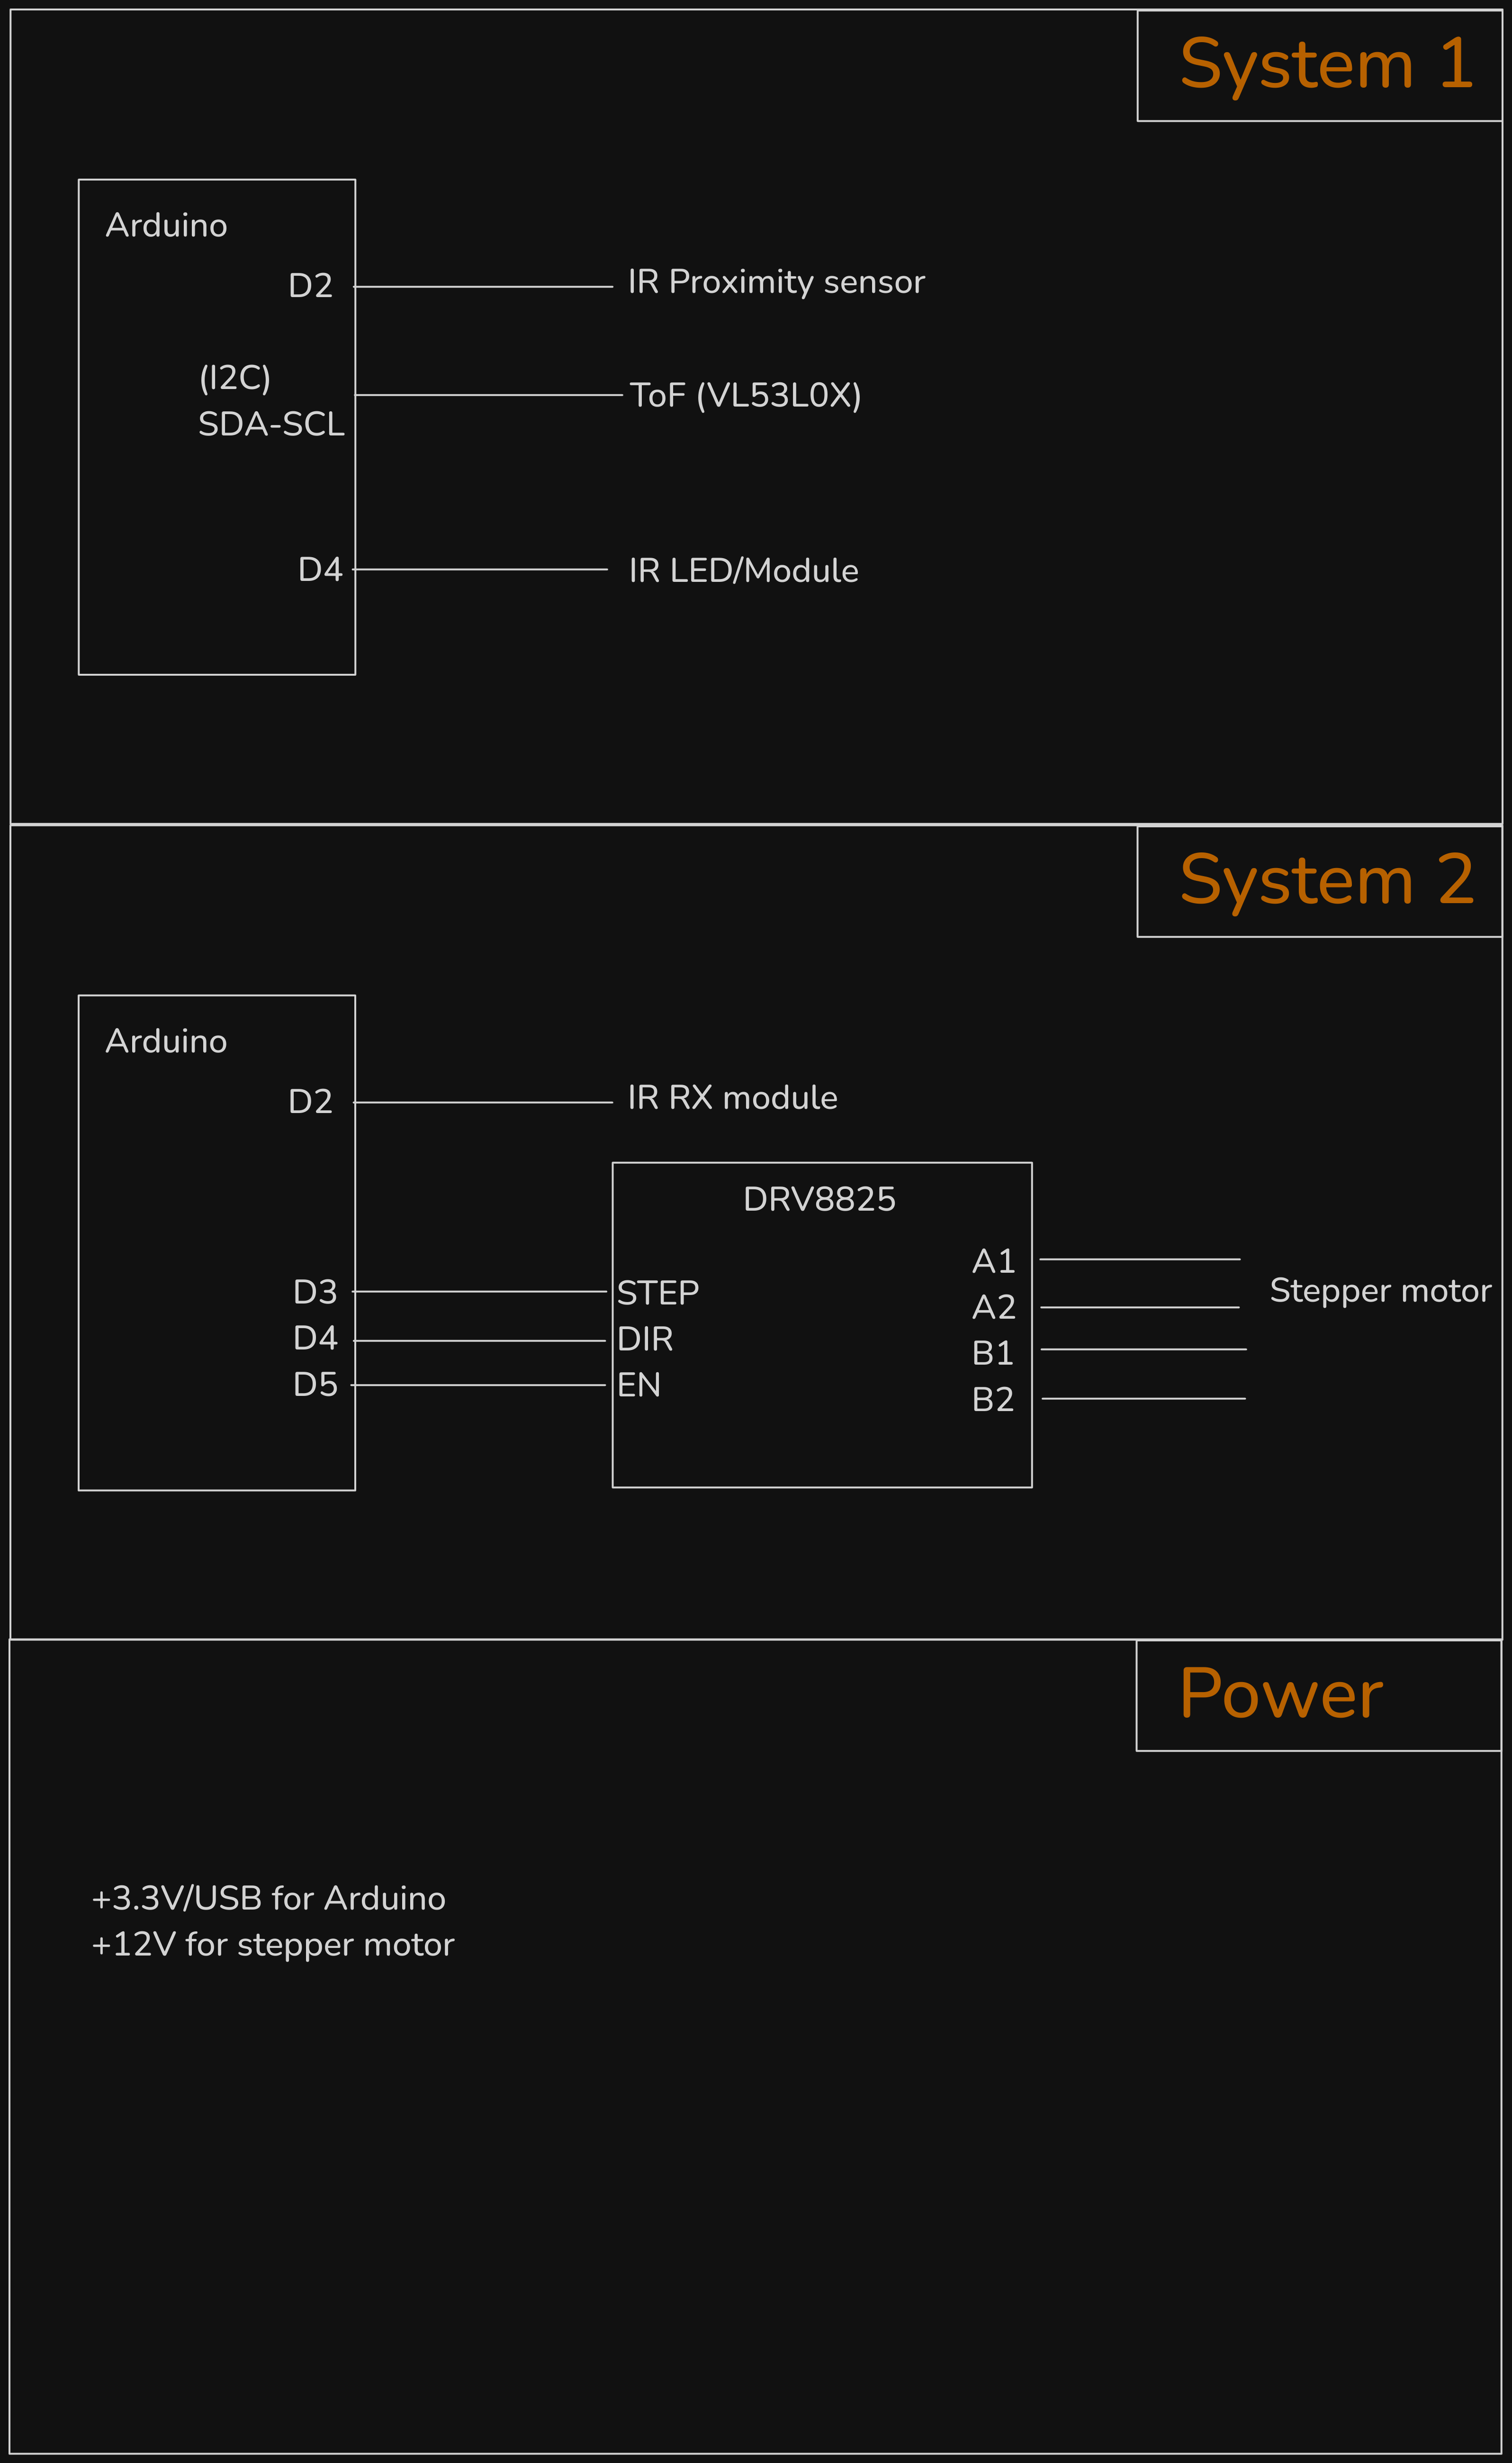 System 1
Arduino
D2
IR Proximity sensor
(I2C)
SDA-SCL
ToF (VL53L0X)
D4
IR LED/Module
System 2
Arduino
D2
IR RX module
DRV8825
D3
D4
D5
STEP
DIR
EN
A1
A2
B1
B2
Stepper motor
Power
+3.3V/USB for Arduino
+12V for stepper motor